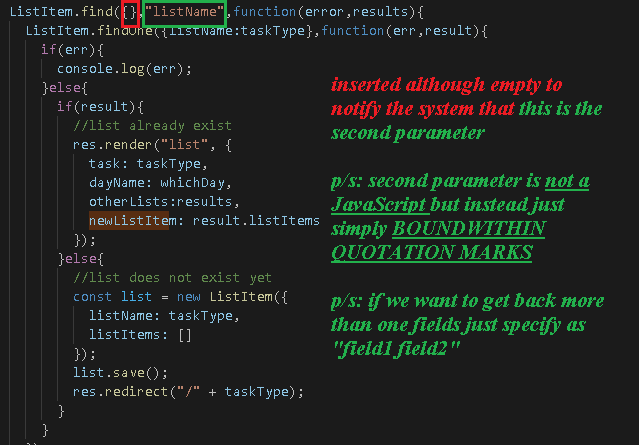 ListItem.find({},"listName",function(error,results){
ListItem.findOne({listName:taskType},function(err,result){
if(err){
console.log(err);
}else{
if(result){
//list already exist
res.render("list", {
task: taskType,
dayName: whichDay,
otherLists:results,
newListItem: result.listItems
});
}else{
//list does not exist yet
const list = new ListItem({
listName: taskType,
listItems: []
});
list.save();
res.redirect("/" + taskType);
}
}
inserted although empty to
notify the system that this is the
second parameter
p/s: second parameter is not a
JavaScript but instead just
simply BOUNDWITHIN
QUOTATION MARKS
p/s: if we want to get back more
than one fields just specify as
"field1 field2"